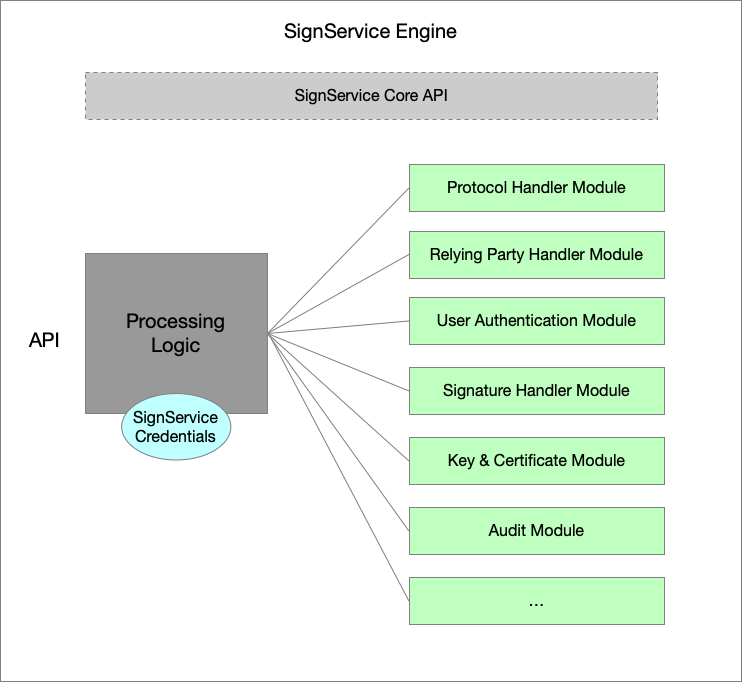 SignService Engine
SignService Core API
Protocol Handler Module
Relying Party Handler Module
User Authentication Module
Signature Handler Module
Key & Certificate Module
Audit Module
...
API
Processing
Logic
SignService
Credentials